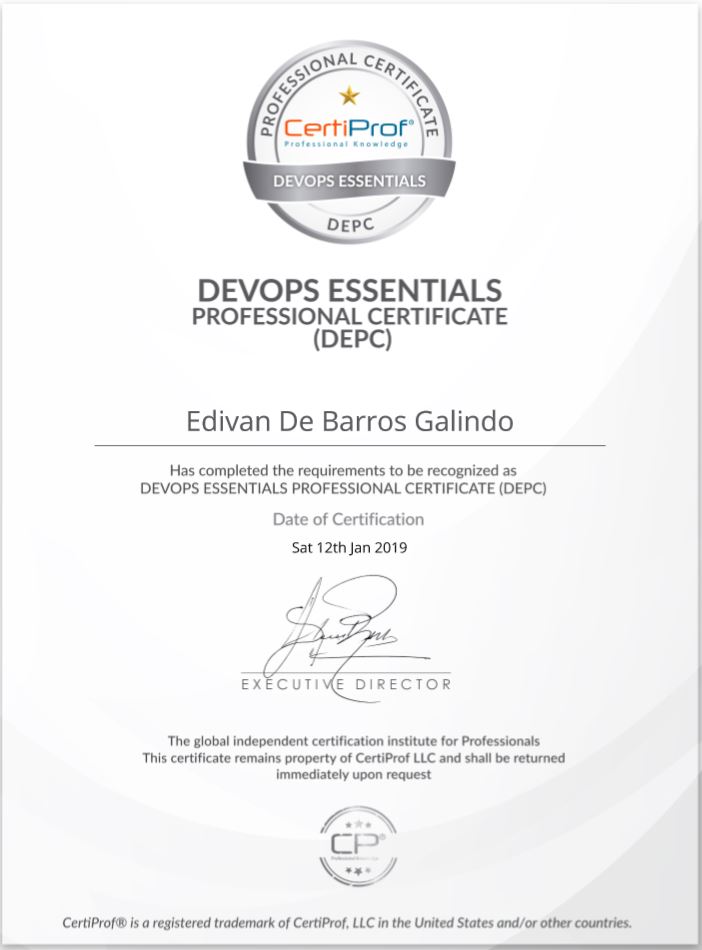 PROFESSIONAL CERTIFICATE
CertiProf®
Professional Knowledge
DEVOPS ESSENTIALS
DEPC
DEVOPS ESSENTIALS
PROFESSIONAL CERTIFICATE
(DEPC)
Edivan De Barros Galindo
Has completed the requirements to be recognized as
DEVOPS ESSENTIALS PROFESSIONAL CERTIFICATE (DEPC)
Date of Certification
Sat 12th Jan 2019
EXECUTIVE DIRECTOR
The global independent certification institute for Professionals
This certificate remains property of CertiProf LLC and shall be returned
immediately upon request
CP®
CertiProf® is a registered trademark of CertiProf, LLC in the United States and/or other countries.